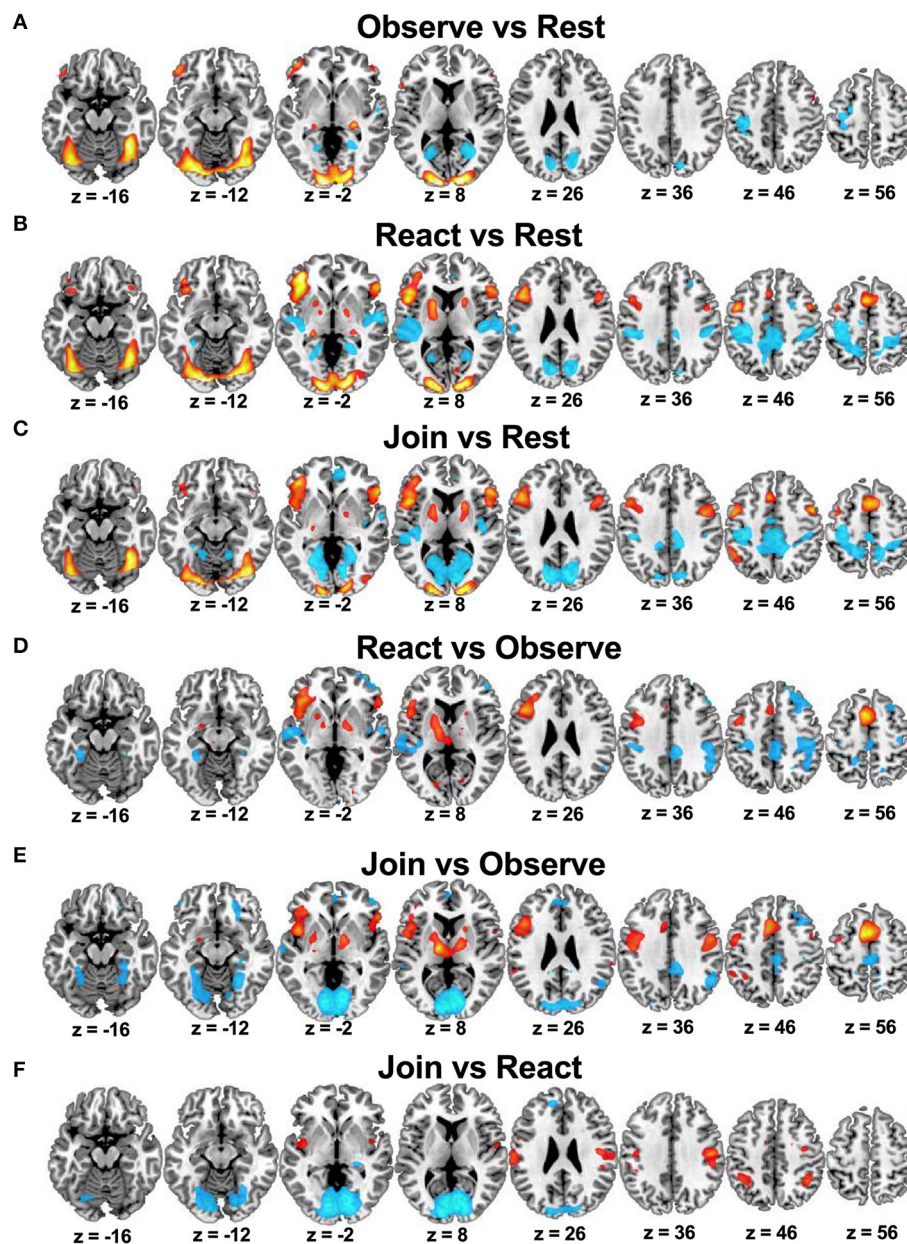 A
Observe vs Rest
z = -16 z = -12 z = -2 z = 8 z = 26 z = 36 z = 46 z = 56
B
React vs Rest
z = -16 z = -12 z = -2 z = 8 z = 26 z = 36 z = 46 z = 56
C
Join vs Rest
z = -16 z = -12 z = -2 z = 8 z = 26 z = 36 z = 46 z = 56
D
React vs Observe
z = -16 z = -12 z = -2 z = 8 z = 26 z = 36 z = 46 z = 56
E
Join vs Observe
z = -16 z = -12 z = -2 z = 8 z = 26 z = 36 z = 46 z = 56
F
Join vs React
z = -16 z = -12 z = -2 z = 8 z = 26 z = 36 z = 46 z = 56